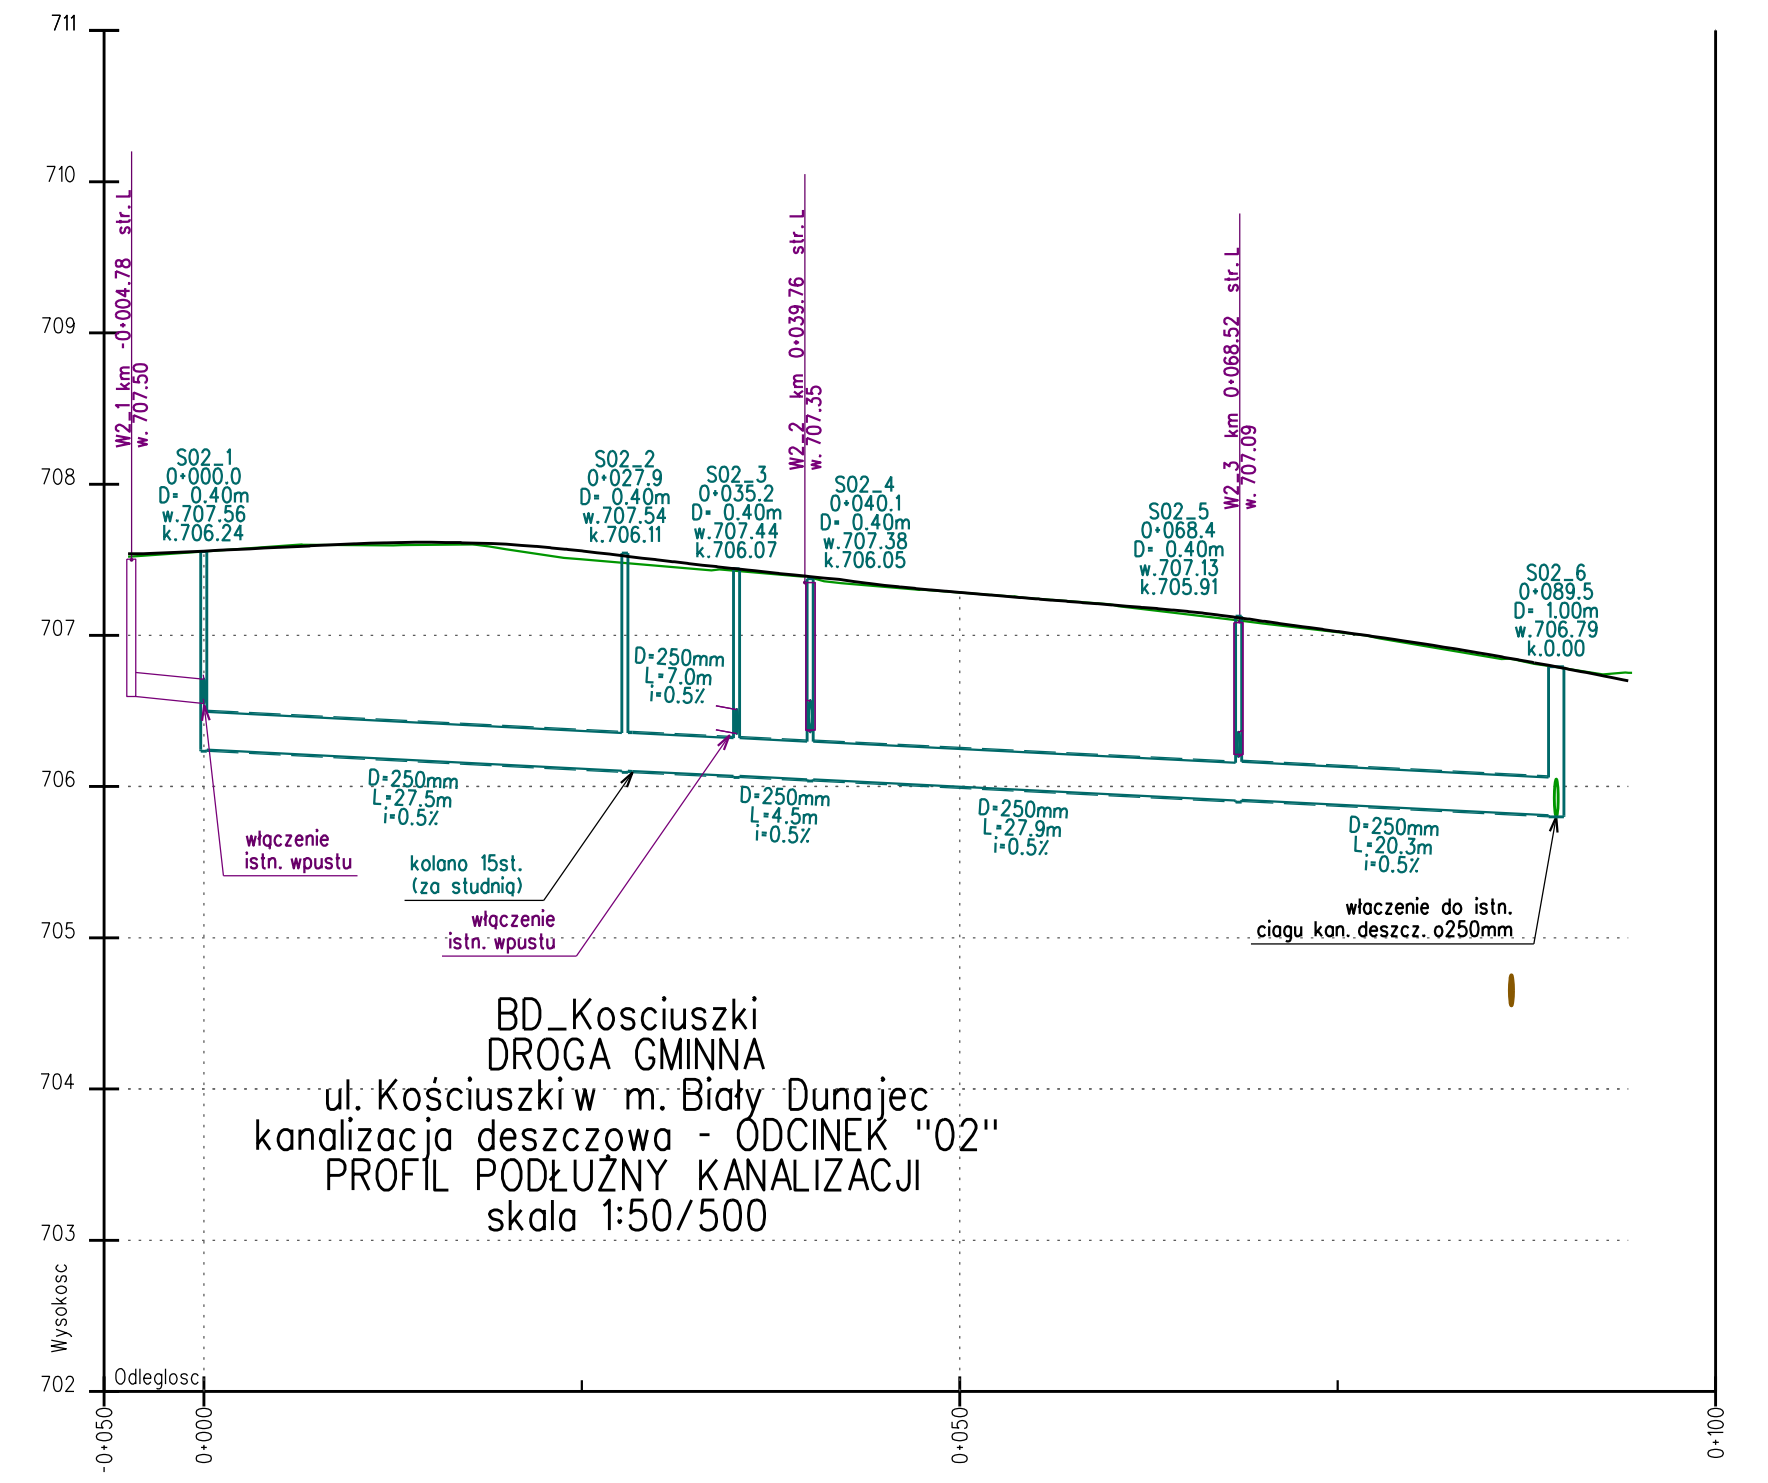 711
710
709
708
707
706
705
704
703
702
Wysokosc
Odleglosc
-0+050
0+000
0+050
0+100
W2_1 km -0+004.78 str. L
w. 707.50
W2_2 km 0+039.76 str. L
w. 707.35
W2_3 km 0+068.52 str. L
w. 707.09
S02_1
0+000.0
D= 0.40m
w.707.56
k.706.24
S02_2
0+027.9
D= 0.40m
w.707.54
k.706.11
S02_3
0+035.2
D= 0.40m
w.707.44
k.706.07
S02_4
0+040.1
D= 0.40m
w.707.38
k.706.05
S02_5
0+068.4
D= 0.40m
w.707.13
k.705.91
S02_6
0+089.5
D= 1.00m
w.706.79
k.0.00
D=250mm
L=7.0m
i=0.5%
D=250mm
L=27.5m
i=0.5%
D=250mm
L=4.5m
i=0.5%
D=250mm
L=27.9m
i=0.5%
D=250mm
L=20.3m
i=0.5%
włączenie
istn. wpustu
kolano 15st.
(za studnią)
włączenie
istn. wpustu
właczenie do istn.
ciagu kan. deszcz. o250mm
BD_Kosciuszki
DROGA GMINNA
ul. Kościuszki w m. Biały Dunajec
kanalizacja deszczowa - ODCINEK "02"
PROFIL PODŁUŻNY KANALIZACJI
skala 1:50/500